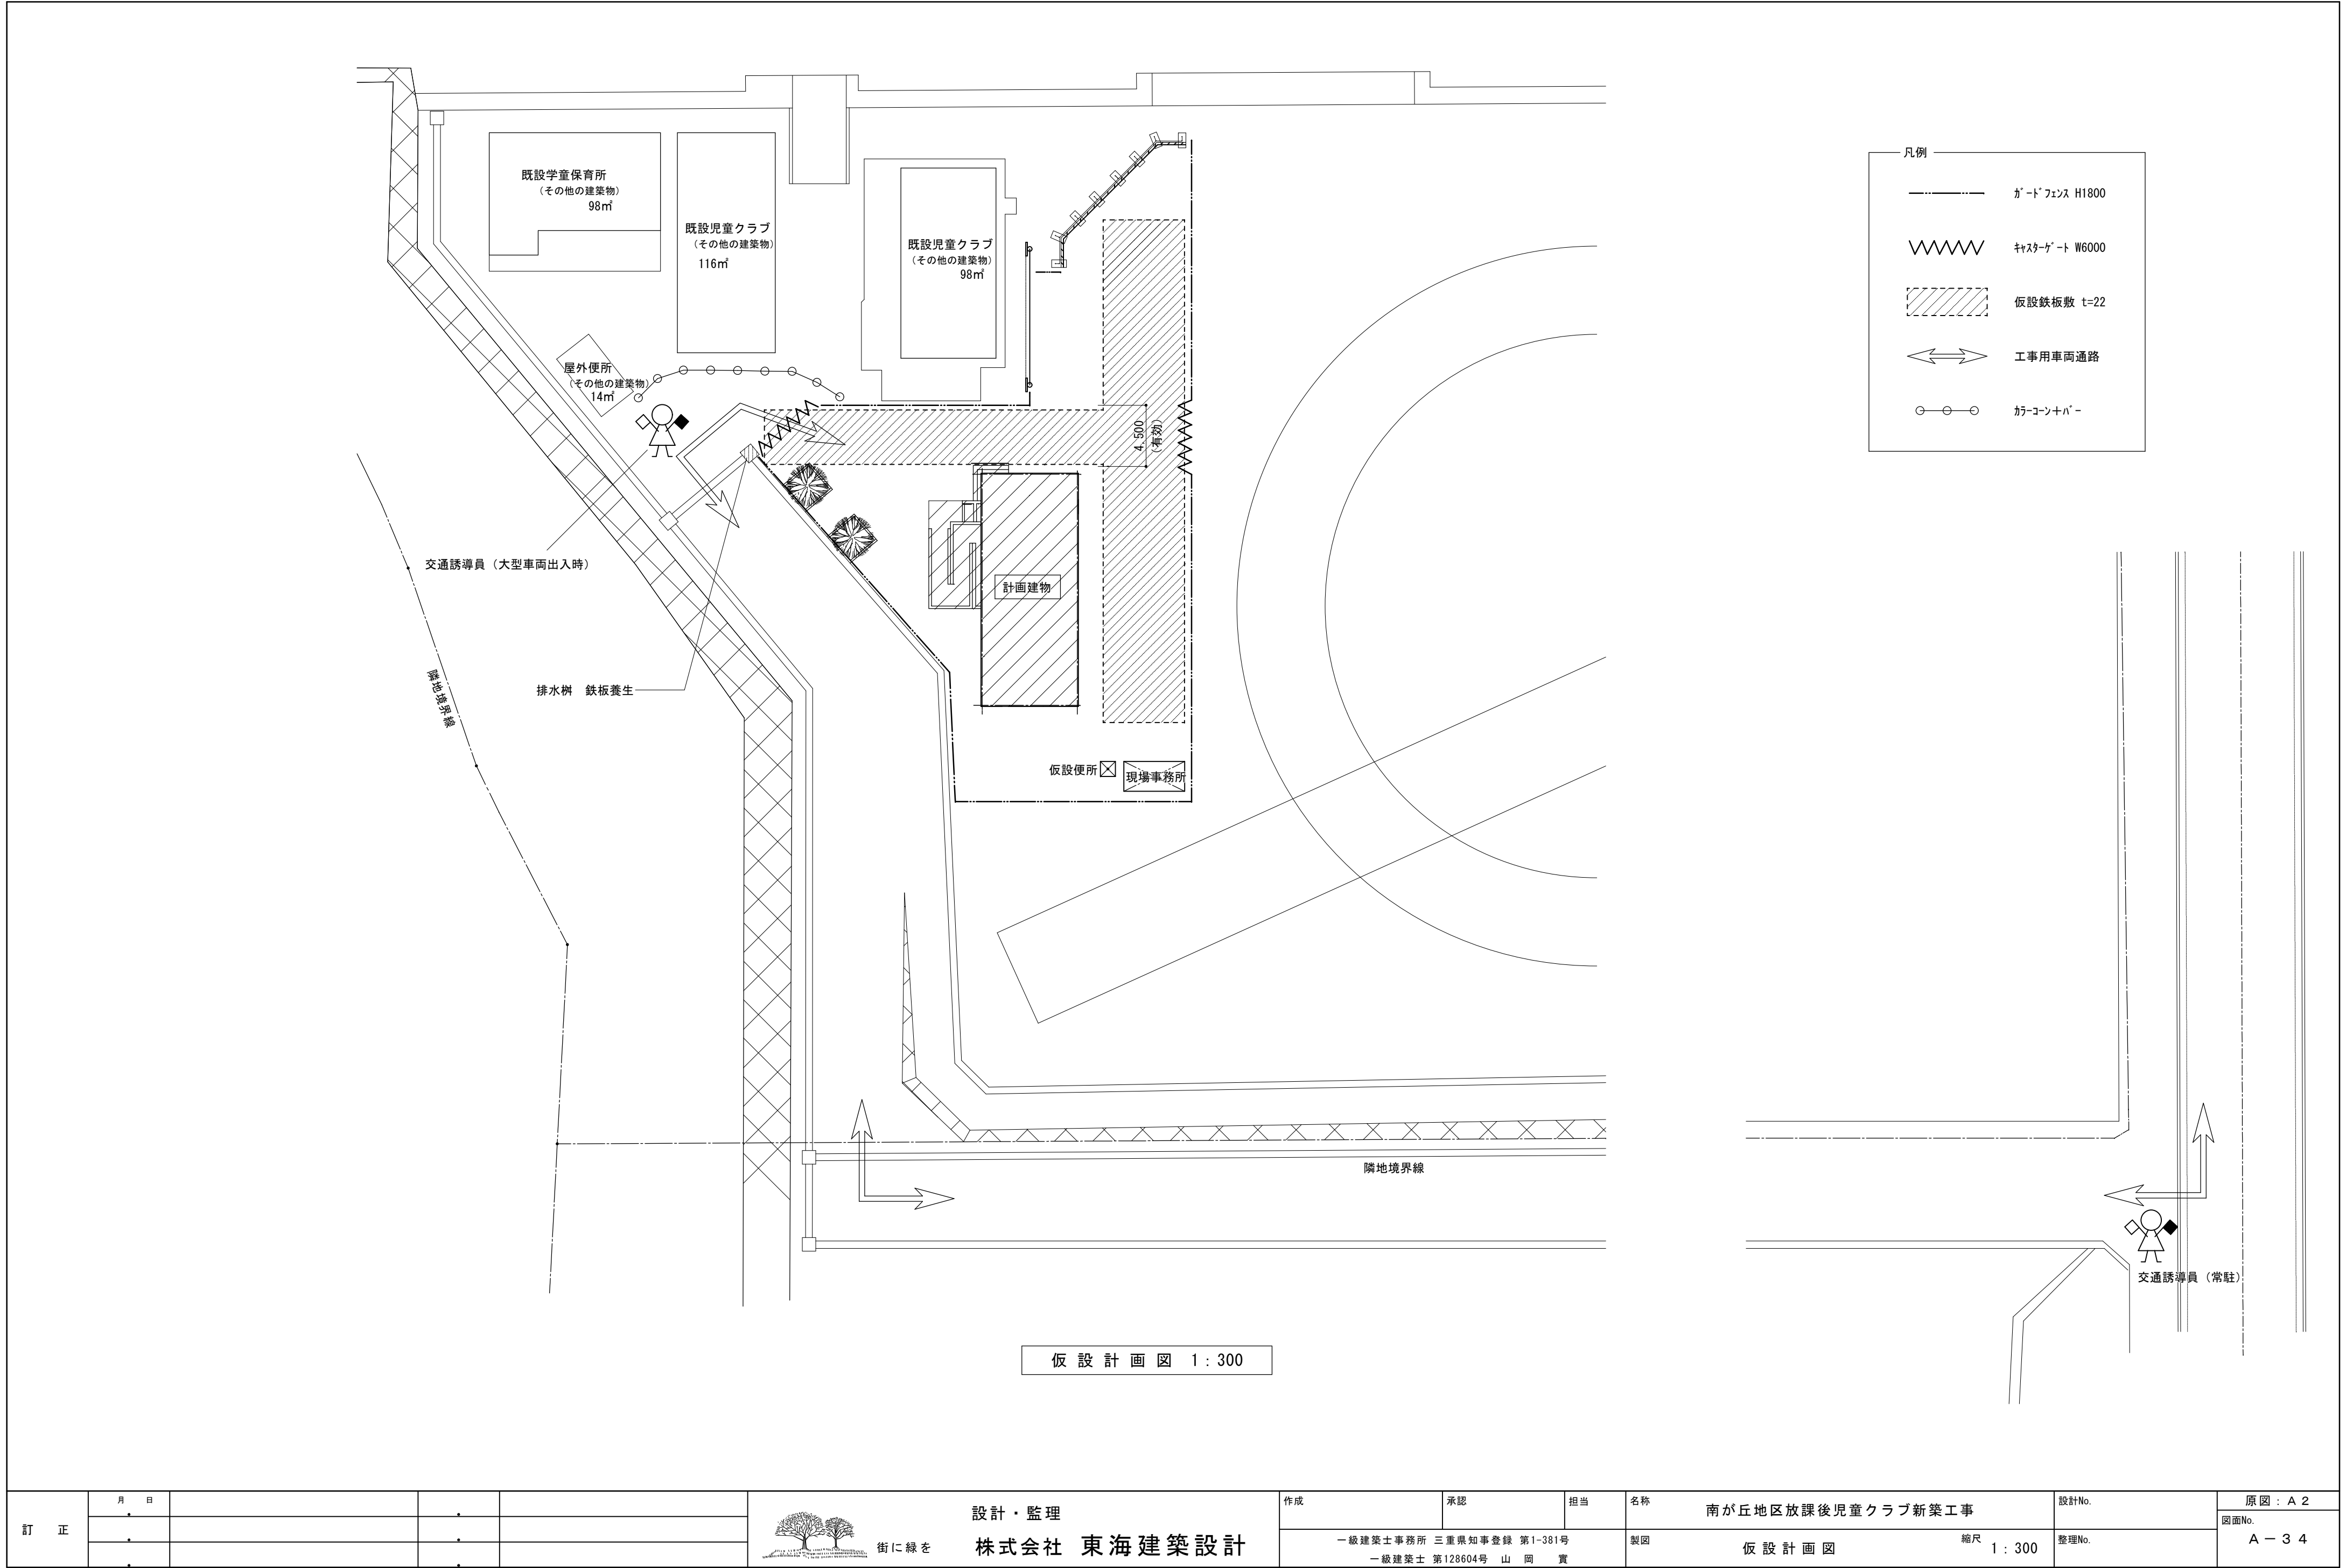 既設学童保育所
（その他の建築物）
98㎡
既設児童クラブ
（その他の建築物）
116㎡
既設児童クラブ
（その他の建築物）
98㎡
屋外便所
（その他の建築物）
14㎡
4,500
（有効）
交通誘導員（大型車両出入時）
排水桝　鉄板養生
隣地境界線
計画建物
仮設便所
現場事務所
隣地境界線
交通誘導員（常駐）
凡例
ｶﾞｰﾄﾞﾌｪﾝｽ H1800
ｷｬｽﾀｰｹﾞｰﾄ W6000
仮設鉄板敷 t=22
工事用車両通路
ｶﾗｰｺｰﾝ＋ﾊﾞｰ
仮設計画図 1：300
訂　正
月　日
街に緑を
設計・監理
株式会社 東海建築設計
作成
承認
担当
一級建築士事務所 三重県知事登録 第1-381号
一級建築士 第128604号 山 岡 寛
名称
南が丘地区放課後児童クラブ新築工事
製図
仮設計画図
縮尺
1：300
設計No.
整理No.
原図：A2
図面No.
A－34